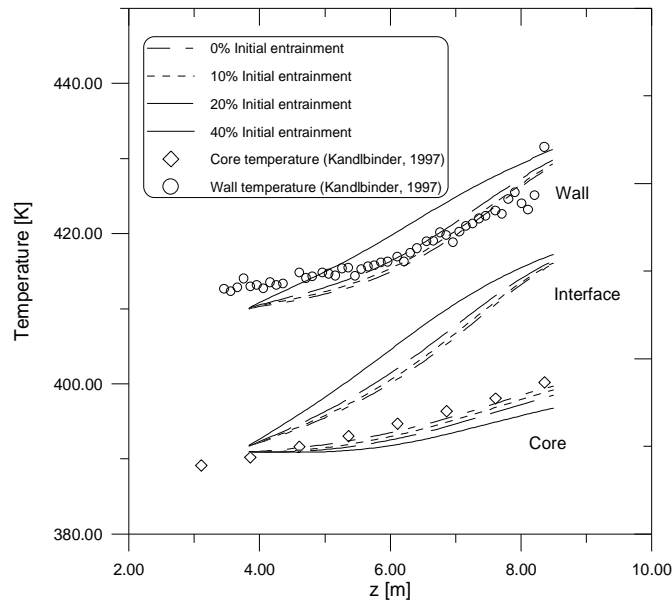 0% Initial entrainment
10% Initial entrainment
20% Initial entrainment
40% Initial entrainment
Core temperature (Kandlbinder, 1997)
Wall temperature (Kandlbinder, 1997)
440.00
420.00
400.00
380.00
Temperature [K]
Wall
Interface
Core
2.00
4.00
6.00
8.00
10.00
z [m]